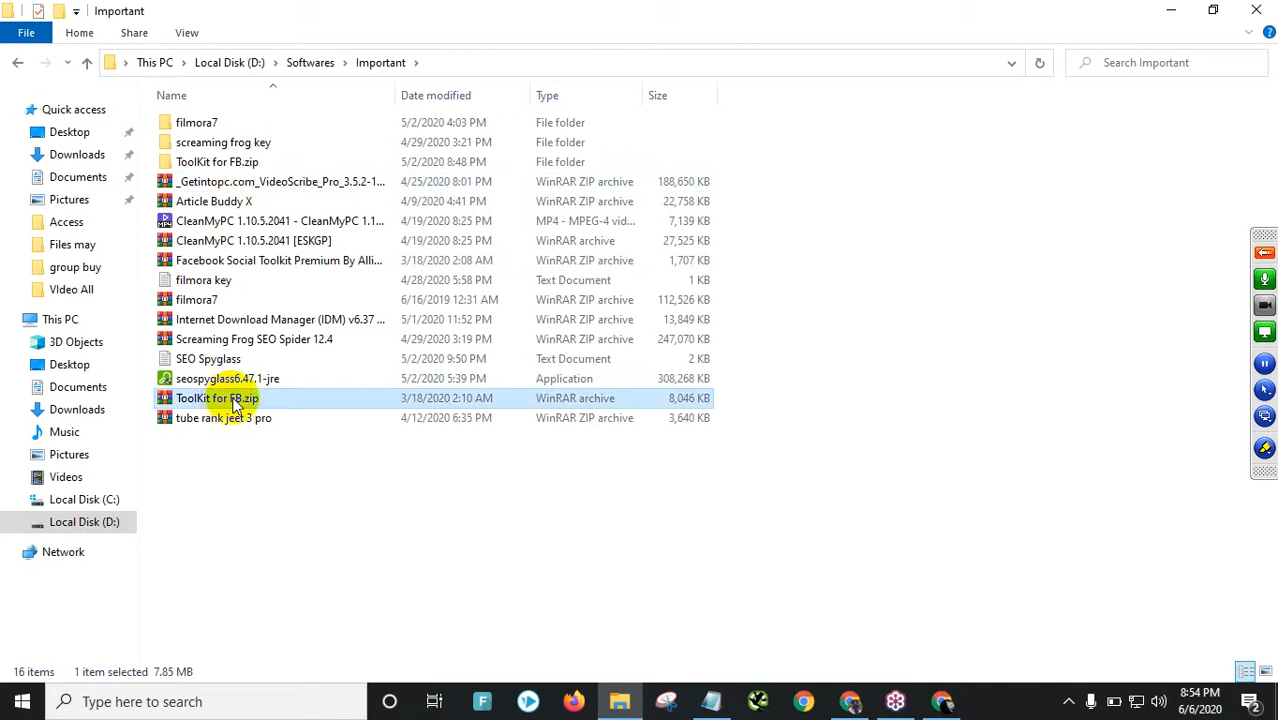 Important
File Home Share View
This PC Local Disk (D:) Softwares Important Search Important
Name Date modified Type Size
Quick access
Desktop
Downloads
Documents
Pictures
Access
Files may
group buy
VIdeo All
This PC
3D Objects
Desktop
Documents
Downloads
Music
Pictures
Videos
Local Disk (C:)
Local Disk (D:)
Network
filmora7 5/2/2020 4:03 PM File folder
screaming frog key 4/29/2020 3:21 PM File folder
ToolKit for FB.zip 5/2/2020 8:48 PM File folder
_Getintopc.com_VideoScribe_Pro_3.5.2-1... 4/25/2020 8:01 PM WinRAR ZIP archive 188,650 KB
Article Buddy X 4/9/2020 4:41 PM WinRAR ZIP archive 22,758 KB
CleanMyPC 1.10.5.2041 - CleanMyPC 1.1... 4/19/2020 8:25 PM MP4 - MPEG-4 vid... 7,139 KB
CleanMyPC 1.10.5.2041 [ESKGP] 4/19/2020 8:25 PM WinRAR archive 27,525 KB
Facebook Social Toolkit Premium By Alli... 3/18/2020 2:08 AM WinRAR ZIP archive 1,707 KB
filmora key 4/28/2020 5:58 PM Text Document 1 KB
filmora7 6/16/2019 12:31 AM WinRAR ZIP archive 112,526 KB
Internet Download Manager (IDM) v6.37 ... 5/1/2020 11:52 PM WinRAR ZIP archive 13,849 KB
Screaming Frog SEO Spider 12.4 4/29/2020 3:19 PM WinRAR ZIP archive 247,070 KB
SEO Spyglass 5/2/2020 9:50 PM Text Document 2 KB
seospyglass6.47.1-jre 5/2/2020 5:39 PM Application 308,268 KB
ToolKit for FB.zip 3/18/2020 2:10 AM WinRAR archive 8,046 KB
tube rank jeet 3 pro 4/12/2020 6:35 PM WinRAR ZIP archive 3,640 KB
16 items 1 item selected 7.85 MB
Type here to search
8:54 PM
6/6/2020
2